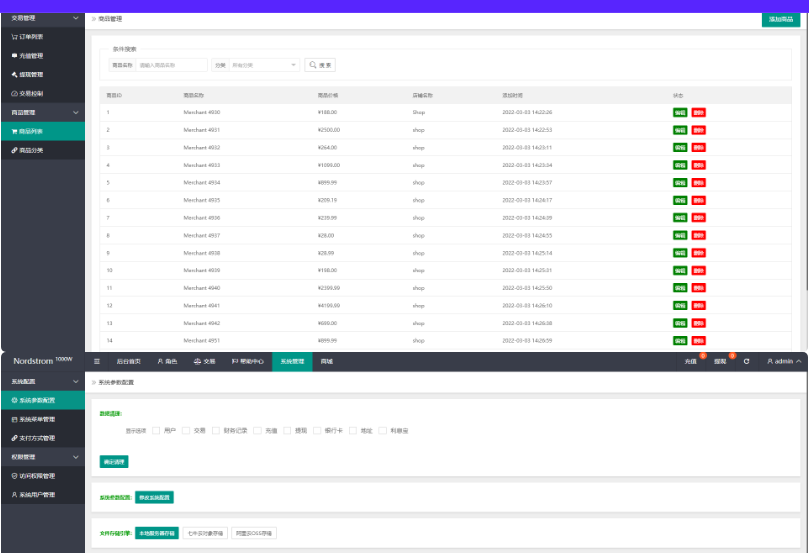 交易管理
商品管理
添加商品
订单列表
充值管理
提现管理
交易控制
商品管理
商品列表
商品分类
条件搜索
商品名称 请输入商品名称 分类 所有分类 搜索
商品ID 商品名称 商品价格 店铺名称 添加时间 状态
1 Merchant 4930 ¥198.00 Shop 2022-03-03 14:22:26 编辑 删除
2 Merchant 4931 ¥2500.00 shop 2022-03-03 14:22:53 编辑 删除
3 Merchant 4932 ¥264.00 shop 2022-03-03 14:23:11 编辑 删除
4 Merchant 4933 ¥1099.00 shop 2022-03-03 14:23:34 编辑 删除
5 Merchant 4934 ¥899.99 shop 2022-03-03 14:23:57 编辑 删除
6 Merchant 4935 ¥209.19 shop 2022-03-03 14:24:17 编辑 删除
7 Merchant 4936 ¥239.99 shop 2022-03-03 14:24:39 编辑 删除
8 Merchant 4937 ¥28.00 shop 2022-03-03 14:24:55 编辑 删除
9 Merchant 4938 ¥28.99 shop 2022-03-03 14:25:14 编辑 删除
10 Merchant 4939 ¥198.00 shop 2022-03-03 14:25:31 编辑 删除
11 Merchant 4940 ¥2399.99 shop 2022-03-03 14:25:50 编辑 删除
12 Merchant 4941 ¥4199.99 shop 2022-03-03 14:26:10 编辑 删除
13 Merchant 4942 ¥699.00 shop 2022-03-03 14:26:38 编辑 删除
14 Merchant 4951 ¥899.99 shop 2022-03-03 14:26:59 编辑 删除
Nordstrom 1000W 后台首页 角色 交易 帮助中心 系统管理 商城 充值 0 提现 0 admin
系统配置
系统参数配置
系统参数配置
系统菜单管理
支付方式管理
权限管理
访问权限管理
系统用户管理
数据清理:
用户 交易 财务记录 充值 提现 银行卡 地址 利息宝
确定清理
系统参数配置: 修改系统配置
文件存储引擎: 本地服务器存储 七牛云对象存储 阿里云OSS存储